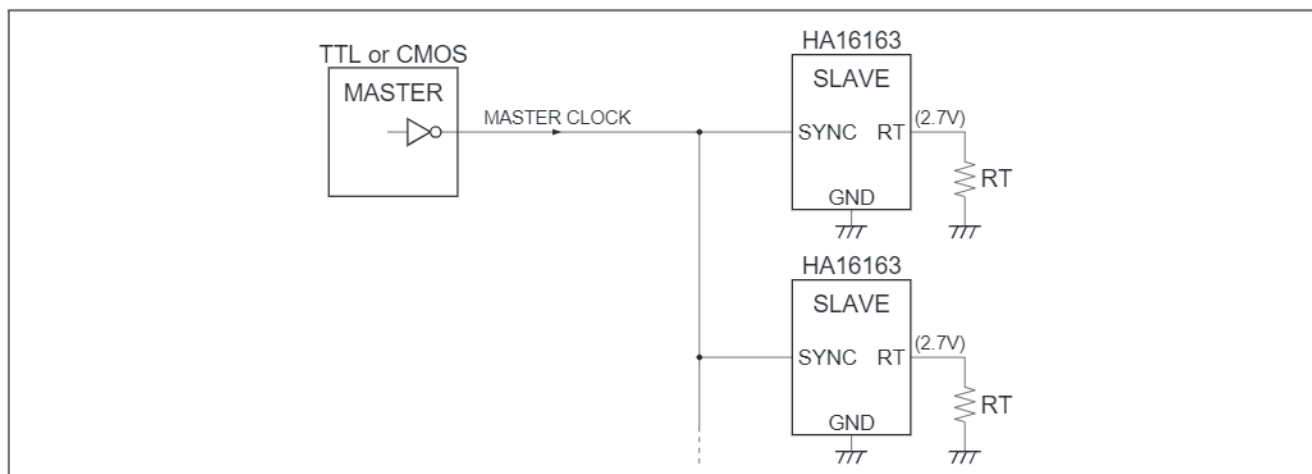 TTL or CMOS
MASTER
MASTER CLOCK
HA16163
SLAVE
SYNC RT (2.7V)
RT
GND
HA16163
SLAVE
SYNC RT (2.7V)
RT
GND